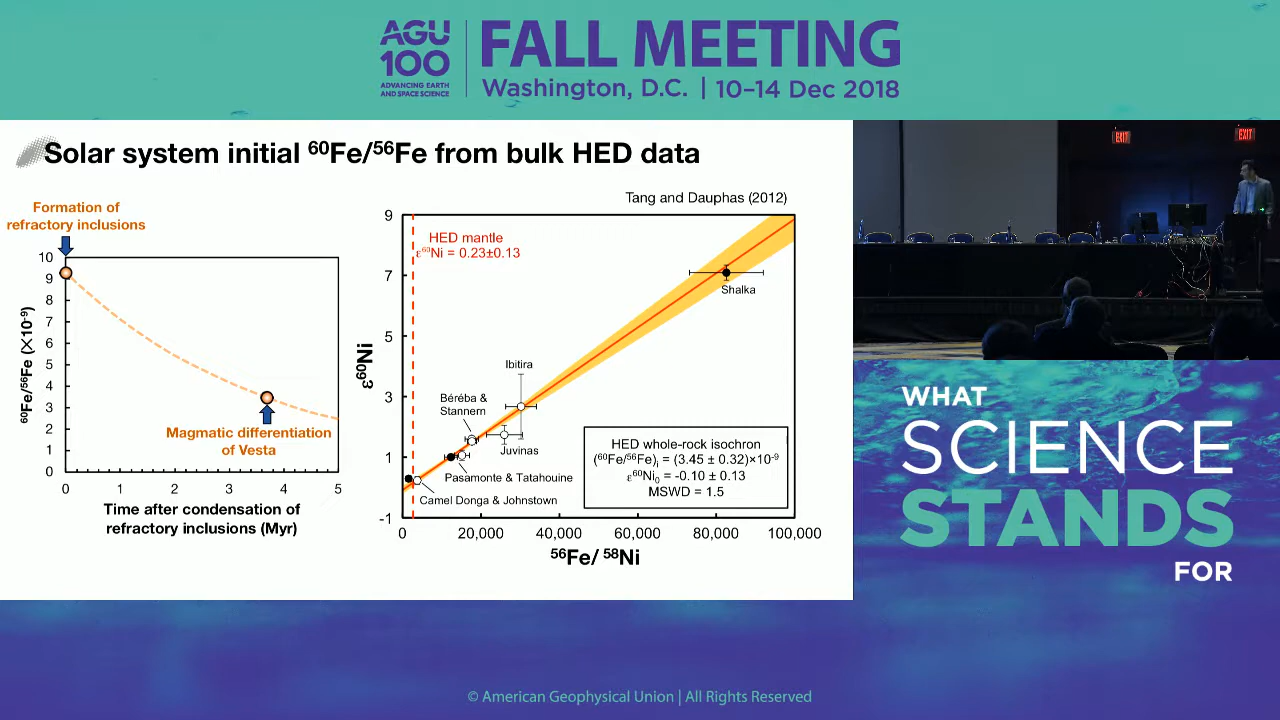 AGU
100
ADVANCING EARTH
AND SPACE SCIENCE
FALL MEETING
Washington, D.C. | 10–14 Dec 2018
Solar system initial ⁶⁰Fe/⁵⁶Fe from bulk HED data
Formation of
refractory inclusions
⁶⁰Fe/⁵⁶Fe (×10⁻⁹)
10
9
8
7
6
5
4
3
2
1
0
Magmatic differentiation
of Vesta
0 1 2 3 4 5
Time after condensation of
refractory inclusions (Myr)
Tang and Dauphas (2012)
ε⁶⁰Ni
9
7
5
3
1
-1
HED mantle
ε⁶⁰Ni = 0.23±0.13
Shalka
Ibitira
Béréba &
Stannern
Juvinas
Pasamonte & Tatahouine
Camel Donga & Johnstown
HED whole-rock isochron
(⁶⁰Fe/⁵⁶Fe)ᵢ = (3.45 ± 0.32)×10⁻⁹
ε⁶⁰Ni₀ = -0.10 ± 0.13
MSWD = 1.5
0 20,000 40,000 60,000 80,000 100,000
⁵⁶Fe/ ⁵⁸Ni
EXIT
EXIT
WHAT
SCIENCE
STANDS
FOR
© American Geophysical Union | All Rights Reserved